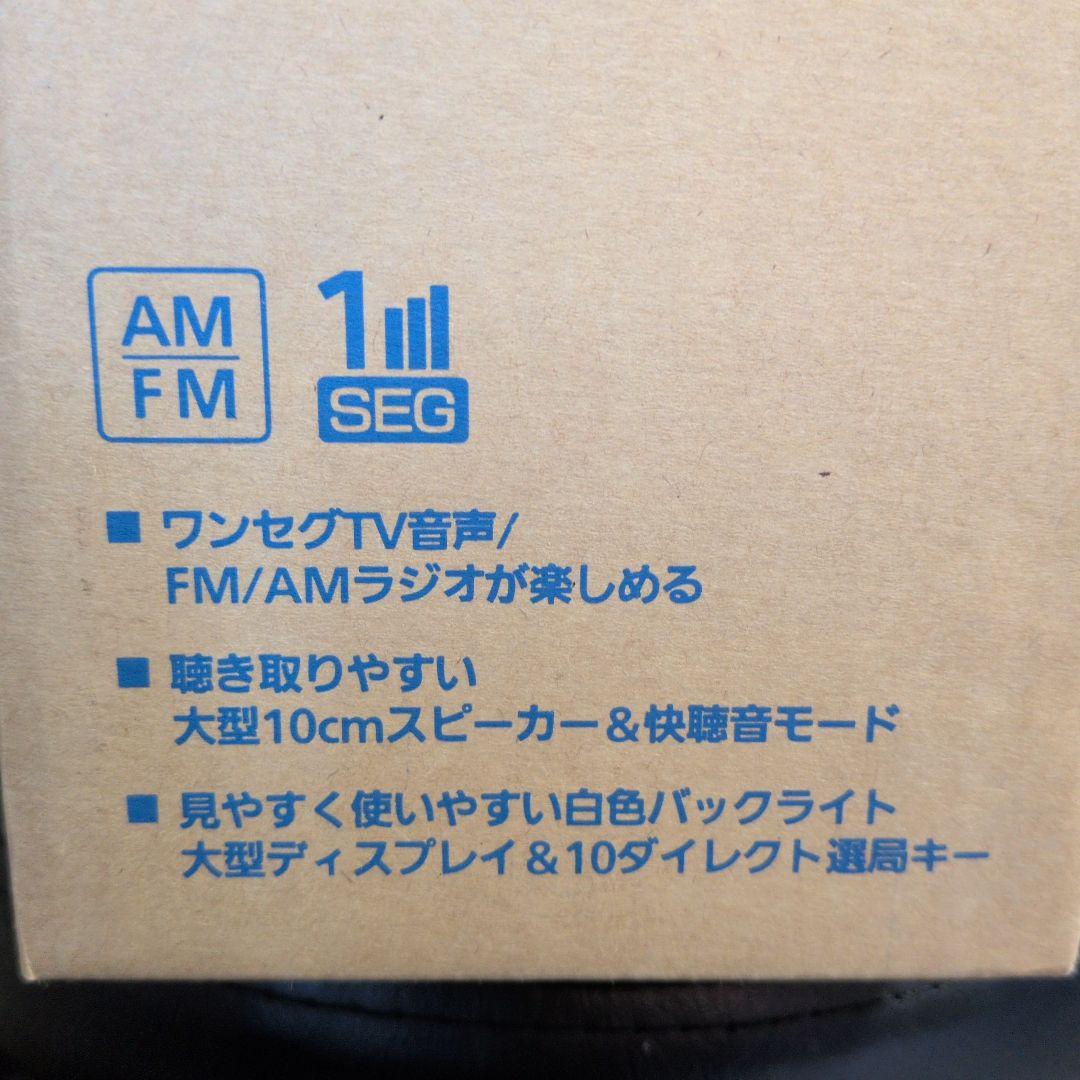 AM
FM
1
SEG
■ ワンセグTV音声/
FM/AMラジオが楽しめる
■ 聴き取りやすい
大型10cmスピーカー＆快聴音モード
■ 見やすく使いやすい白色バックライト
大型ディスプレイ＆10ダイレクト選局キー